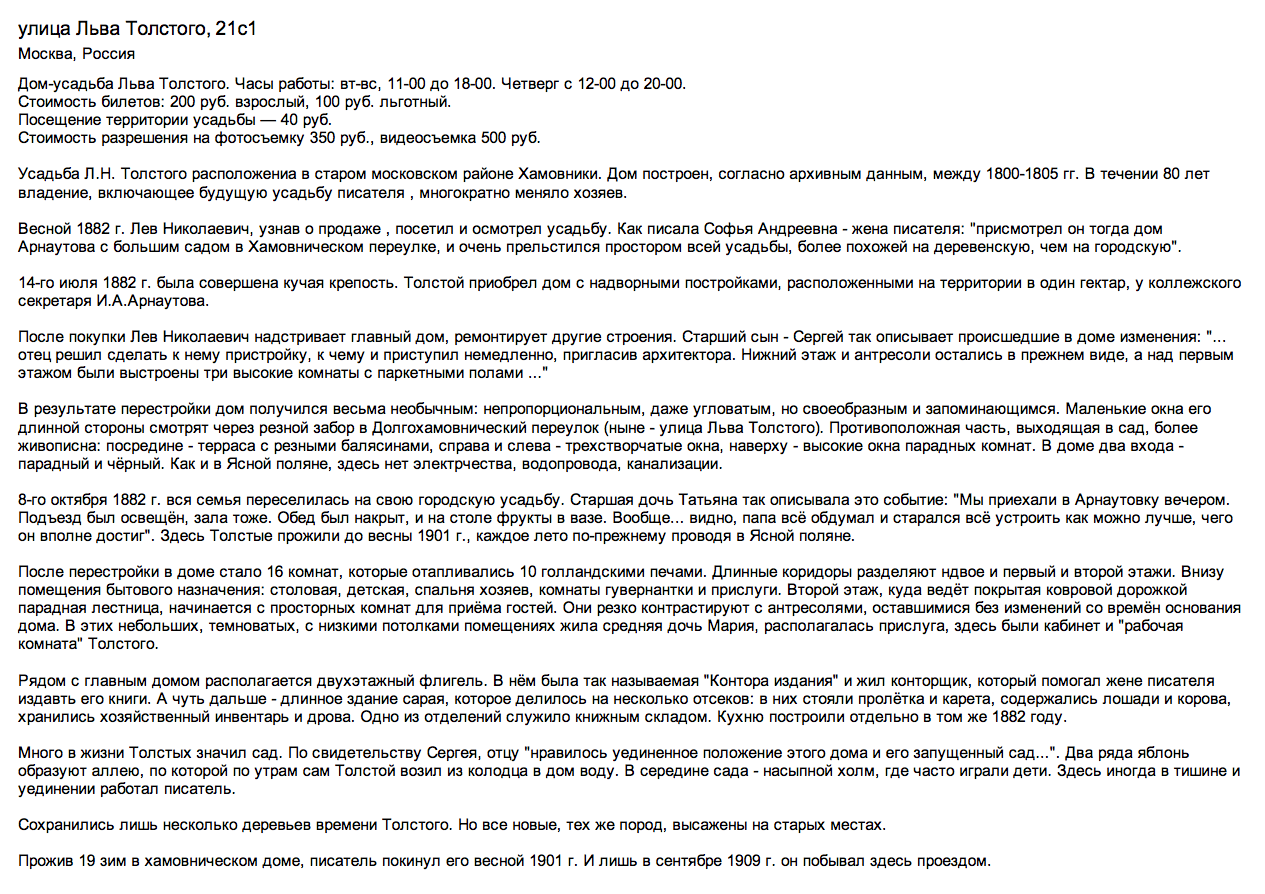 улица Льва Толстого, 21с1
Москва, Россия
Дом-усадьба Льва Толстого. Часы работы: вт-вс, 11-00 до 18-00. Четверг с 12-00 до 20-00.
Стоимость билетов: 200 руб. взрослый, 100 руб. льготный.
Посещение территории усадьбы — 40 руб.
Стоимость разрешения на фотосъемку 350 руб., видеосъемка 500 руб.
Усадьба Л.Н. Толстого расположениа в старом московском районе Хамовники. Дом построен, согласно архивным данным, между 1800-1805 гг. В течении 80 лет
владение, включающее будущую усадьбу писателя , многократно меняло хозяев.
Весной 1882 г. Лев Николаевич, узнав о продаже , посетил и осмотрел усадьбу. Как писала Софья Андреевна - жена писателя: "присмотрел он тогда дом
Арнаутова с большим садом в Хамовническом переулке, и очень прельстился простором всей усадьбы, более похожей на деревенскую, чем на городскую".
14-го июля 1882 г. была совершена кучая крепость. Толстой приобрел дом с надворными постройками, расположенными на территории в один гектар, у коллежского
секретаря И.А.Арнаутова.
После покупки Лев Николаевич надстривает главный дом, ремонтирует другие строения. Старший сын - Сергей так описывает происшедшие в доме изменения: "...
отец решил сделать к нему пристройку, к чему и приступил немедленно, пригласив архитектора. Нижний этаж и антресоли остались в прежнем виде, а над первым
этажом были выстроены три высокие комнаты с паркетными полами ..."
В результате перестройки дом получился весьма необычным: непропорциональным, даже угловатым, но своеобразным и запоминающимся. Маленькие окна его
длинной стороны смотрят через резной забор в Долгохамовнический переулок (ныне - улица Льва Толстого). Противоположная часть, выходящая в сад, более
живописна: посредине - терраса с резными балясинами, справа и слева - трехстворчатые окна, наверху - высокие окна парадных комнат. В доме два входа -
парадный и чёрный. Как и в Ясной поляне, здесь нет электрчества, водопровода, канализации.
8-го октября 1882 г. вся семья переселилась на свою городскую усадьбу. Старшая дочь Татьяна так описывала это событие: "Мы приехали в Арнаутовку вечером.
Подъезд был освещён, зала тоже. Обед был накрыт, и на столе фрукты в вазе. Вообще... видно, папа всё обдумал и старался всё устроить как можно лучше, чего
он вполне достиг". Здесь Толстые прожили до весны 1901 г., каждое лето по-прежнему проводя в Ясной поляне.
После перестройки в доме стало 16 комнат, которые отапливались 10 голландскими печами. Длинные коридоры разделяют ндвое и первый и второй этажи. Внизу
помещения бытового назначения: столовая, детская, спальня хозяев, комнаты гувернантки и прислуги. Второй этаж, куда ведёт покрытая ковровой дорожкой
парадная лестница, начинается с просторных комнат для приёма гостей. Они резко контрастируют с антресолями, оставшимися без изменений со времён основания
дома. В этих небольших, темноватых, с низкими потолками помещениях жила средняя дочь Мария, располагалась прислуга, здесь были кабинет и "рабочая
комната" Толстого.
Рядом с главным домом располагается двухэтажный флигель. В нём была так называемая "Контора издания" и жил конторщик, который помогал жене писателя
издавть его книги. А чуть дальше - длинное здание сарая, которое делилось на несколько отсеков: в них стояли пролётка и карета, содержались лошади и корова,
хранились хозяйственный инвентарь и дрова. Одно из отделений служило книжным складом. Кухню построили отдельно в том же 1882 году.
Много в жизни Толстых значил сад. По свидетельству Сергея, отцу "нравилось уединенное положение этого дома и его запущенный сад...". Два ряда яблонь
образуют аллею, по которой по утрам сам Толстой возил из колодца в дом воду. В середине сада - насыпной холм, где часто играли дети. Здесь иногда в тишине и
уединении работал писатель.
Сохранились лишь несколько деревьев времени Толстого. Но все новые, тех же пород, высажены на старых местах.
Прожив 19 зим в хамовническом доме, писатель покинул его весной 1901 г. И лишь в сентябре 1909 г. он побывал здесь проездом.